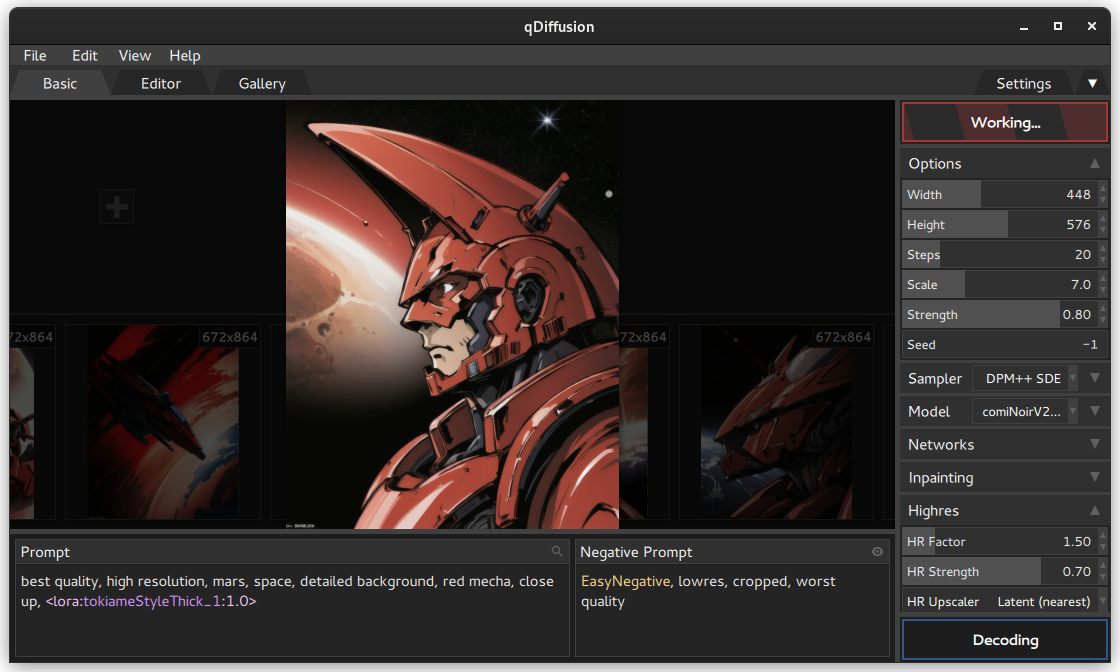 qDiffusion
File Edit View Help
Basic Editor Gallery Settings
Working...
Options
Width 448
Height 576
Steps 20
Scale 7.0
Strength 0.80
Seed −1
Sampler DPM++ SDE
Model comiNoirV2...
Networks
Inpainting
Highres
HR Factor 1.50
HR Strength 0.70
HR Upscaler Latent (nearest)
Decoding
72x864 672x864 672x864 672x864
Prompt
best quality, high resolution, mars, space, detailed background, red mecha, close
up, <lora:tokiameStyleThick_1:1.0>
Negative Prompt
EasyNegative, lowres, cropped, worst
quality